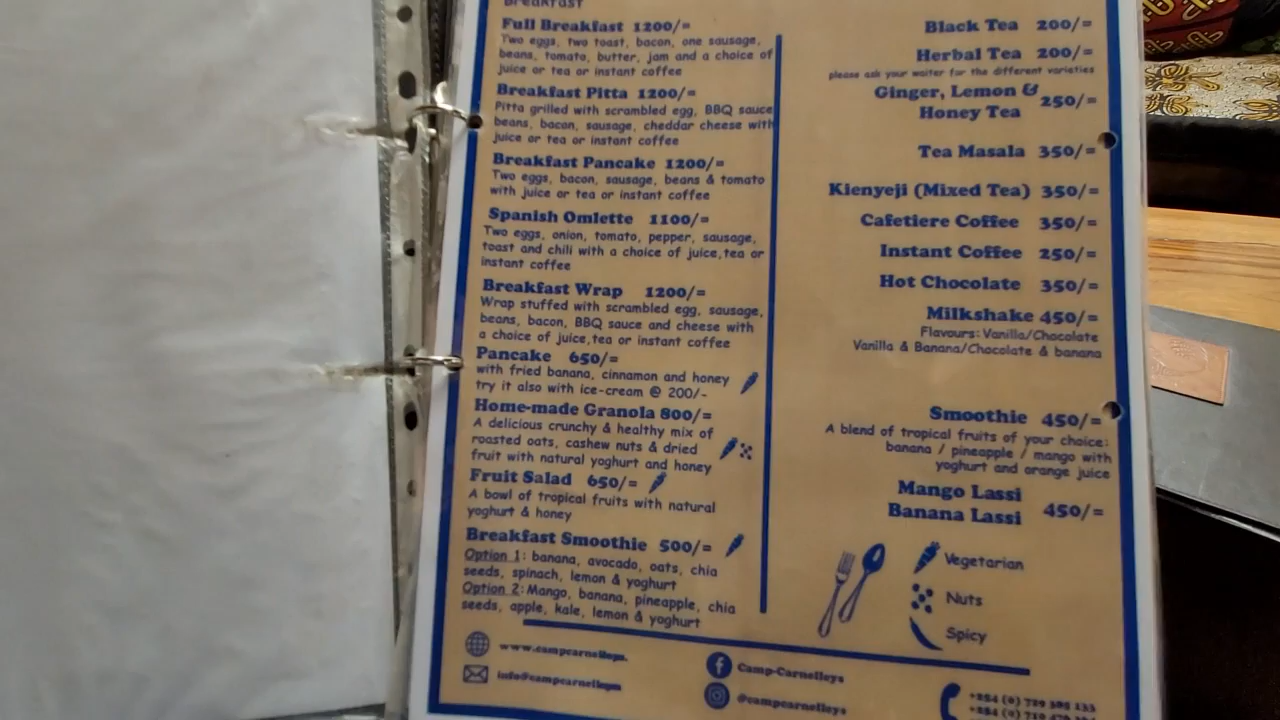 Breakfast
Full Breakfast 1200/=
Two eggs, two toast, bacon, one sausage,
beans, tomato, butter, jam and a choice of
juice or tea or instant coffee
Breakfast Pitta 1200/=
Pitta grilled with scrambled egg, BBQ sauce
beans, bacon, sausage, cheddar cheese with
juice or tea or instant coffee
Breakfast Pancake 1200/=
Two eggs, bacon, sausage, beans & tomato
with juice or tea or instant coffee
Spanish Omlette 1100/=
Two eggs, onion, tomato, pepper, sausage,
toast and chili with a choice of juice,tea or
instant coffee
Breakfast Wrap 1200/=
Wrap stuffed with scrambled egg, sausage,
beans, bacon, BBQ sauce and cheese with
a choice of juice,tea or instant coffee
Pancake 650/=
with fried banana, cinnamon and honey
try it also with ice-cream @ 200/-
Home-made Granola 800/=
A delicious crunchy & healthy mix of
roasted oats, cashew nuts & dried
fruit with natural yoghurt and honey
Fruit Salad 650/=
A bowl of tropical fruits with natural
yoghurt & honey
Breakfast Smoothie 500/=
Option 1: banana, avocado, oats, chia
seeds, spinach, lemon & yoghurt
Option 2:Mango, banana, pineapple, chia
seeds, apple, kale, lemon & yoghurt
Black Tea 200/=
Herbal Tea 200/=
please ask your waiter for the different varieties
Ginger, Lemon &
Honey Tea 250/=
Tea Masala 350/=
Kienyeji (Mixed Tea) 350/=
Cafetiere Coffee 350/=
Instant Coffee 250/=
Hot Chocolate 350/=
Milkshake 450/=
Flavours: Vanilla/Chocolate
Vanilla & Banana/Chocolate & banana
Smoothie 450/=
A blend of tropical fruits of your choice:
banana / pineapple / mango with
yoghurt and orange juice
Mango Lassi
Banana Lassi 450/=
Vegetarian
Nuts
Spicy
Camp-Carnelleys
@campcarnelleys